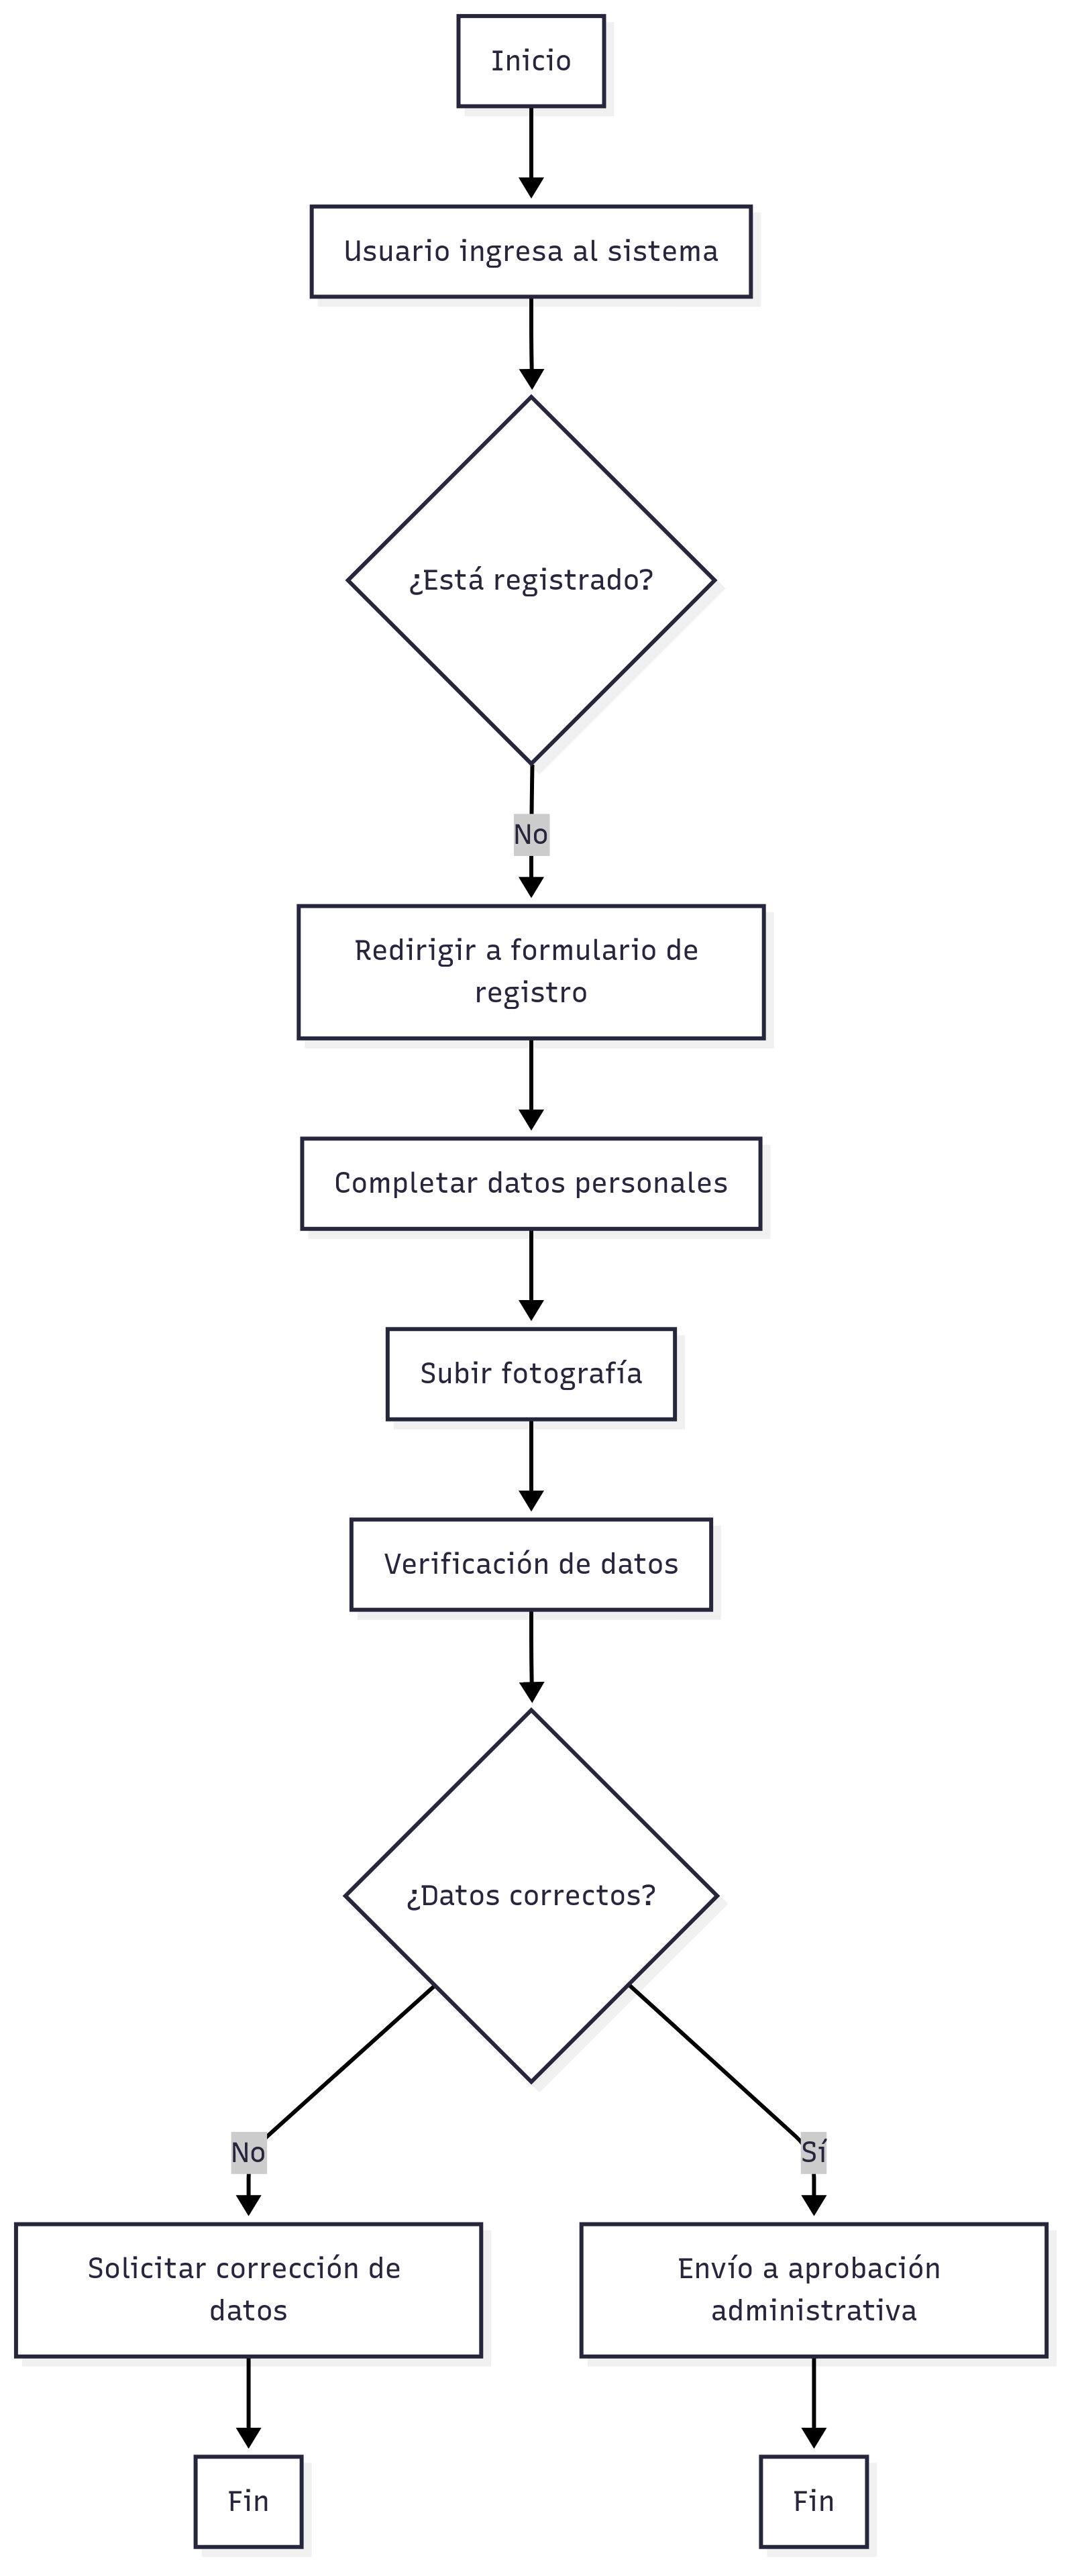 Inicio
Usuario ingresa al sistema
¿Está registrado?
No
Redirigir a formulario de
registro
Completar datos personales
Subir fotografía
Verificación de datos
¿Datos correctos?
No
Sí
Solicitar corrección de
datos
Envío a aprobación
administrativa
Fin
Fin